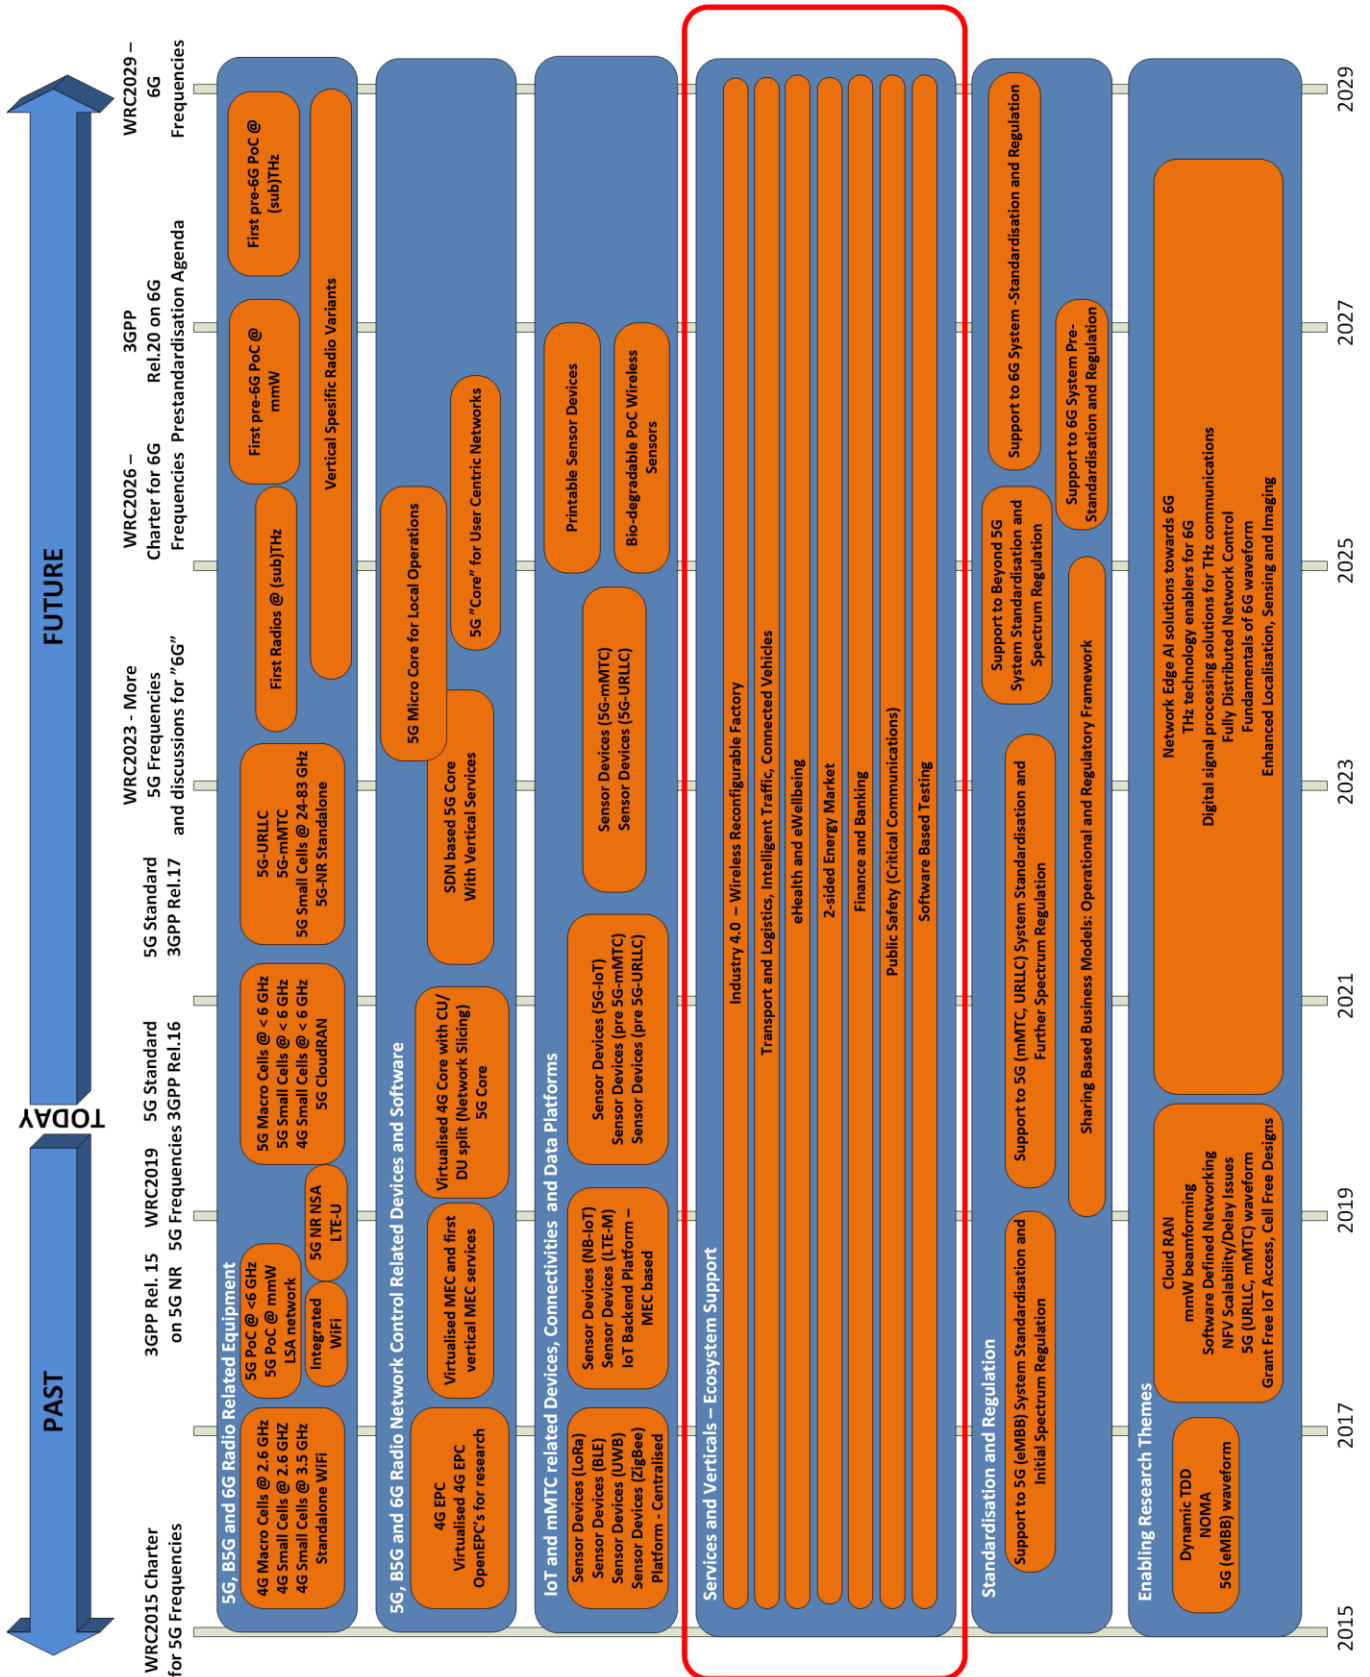 PAST
TODAY
FUTURE
WRC2015 Charter
for 5G Frequencies
3GPP Rel. 15
on 5G NR
WRC2019
5G Frequencies
5G Standard
3GPP Rel.16
5G Standard
3GPP Rel.17
WRC2023 - More
5G Frequencies
and discussions for ”6G”
WRC2026 –
Charter for 6G
Frequencies
3GPP
Rel.20 on 6G
Prestandardisation Agenda
WRC2029 –
6G
Frequencies
5G, B5G and 6G Radio Related Equipment
4G Macro Cells @ 2.6 GHz
4G Small Cells @ 2.6 GHZ
4G Small Cells @ 3.5 GHz
Standalone WiFi
5G PoC @ <6 GHz
5G PoC @ mmW
LSA network
Integrated
WiFi
5G NR NSA
LTE-U
5G Macro Cells @ < 6 GHz
5G Small Cells @ < 6 GHz
4G Small Cells @ < 6 GHz
5G CloudRAN
5G-URLLC
5G-mMTC
5G Small Cells @ 24-83 GHz
5G-NR Standalone
First Radios @ (sub)THz
First pre-6G PoC @
mmW
First pre-6G PoC @
(sub)THz
Vertical Spesific Radio Variants
5G, B5G and 6G Radio Network Control Related Devices and Software
4G EPC
Virtualised 4G EPC
OpenEPC's for research
Virtualised MEC and first
vertical MEC services
Virtualised 4G Core with CU/
DU split (Network Slicing)
5G Core
SDN based 5G Core
With Vertical Services
5G Micro Core for Local Operations
5G ”Core” for User Centric Networks
IoT and mMTC related Devices, Connectivities and Data Platforms
Sensor Devices (LoRa)
Sensor Devices (BLE)
Sensor Devices (UWB)
Sensor Devices (ZigBee)
Platform - Centralised
Sensor Devices (NB-IoT)
Sensor Devices (LTE-M)
IoT Backend Platform –
MEC based
Sensor Devices (5G-IoT)
Sensor Devices (pre 5G-mMTC)
Sensor Devices (pre 5G-URLLC)
Sensor Devices (5G-mMTC)
Sensor Devices (5G-URLLC)
Printable Sensor Devices
Bio-degradable PoC Wireless
Sensors
Services and Verticals – Ecosystem Support
Industry 4.0 – Wireless Reconfigurable Factory
Transport and Logistics, Intelligent Traffic, Connected Vehicles
eHealth and eWellbeing
2-sided Energy Market
Finance and Banking
Public Safety (Critical Communications)
Software Based Testing
Standardisation and Regulation
Support to 5G (eMBB) System Standardisation and
Initial Spectrum Regulation
Support to 5G (mMTC, URLLC) System Standardisation and
Further Spectrum Regulation
Sharing Based Business Models: Operational and Regulatory Framework
Support to Beyond 5G
System Standardisation and
Spectrum Regulation
Support to 6G System -Standardisation and Regulation
Support to 6G System Pre-
Standardisation and Regulation
Enabling Research Themes
Dynamic TDD
NOMA
5G (eMBB) waveform
Cloud RAN
mmW beamforming
Software Defined Networking
NFV Scalability/Delay Issues
5G (URLLC, mMTC) waveform
Grant Free IoT Access, Cell Free Designs
Network Edge AI solutions towards 6G
THz technology enablers for 6G
Digital signal processing solutions for THz communications
Fully Distributed Network Control
Fundamentals of 6G waveform
Enhanced Localisation, Sensing and Imaging
2015
2017
2019
2021
2023
2025
2027
2029